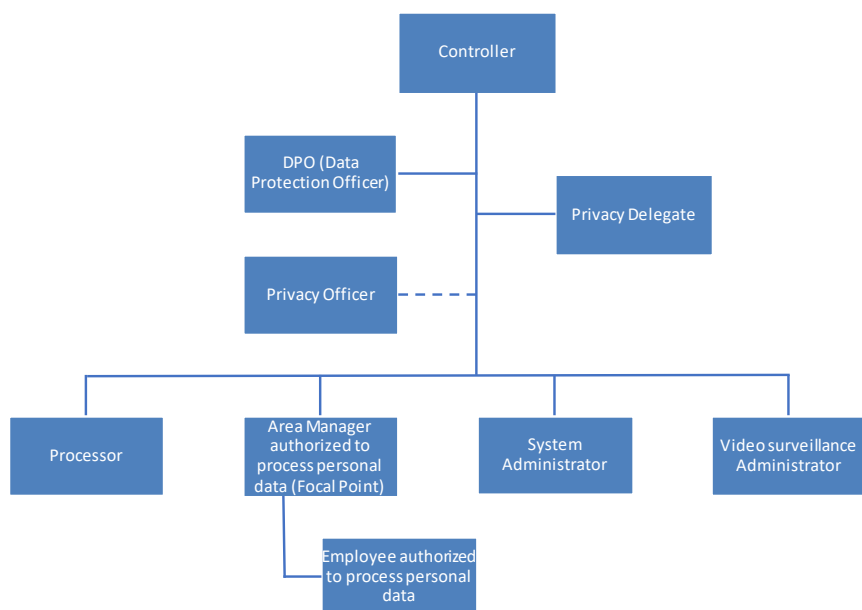 Controller
DPO (Data
Protection Officer)
Privacy Delegate
Privacy Officer
Processor
Area Manager
authorized to
process personal
data (Focal Point)
System
Administrator
Video surveillance
Administrator
Employee authorized
to process personal
data